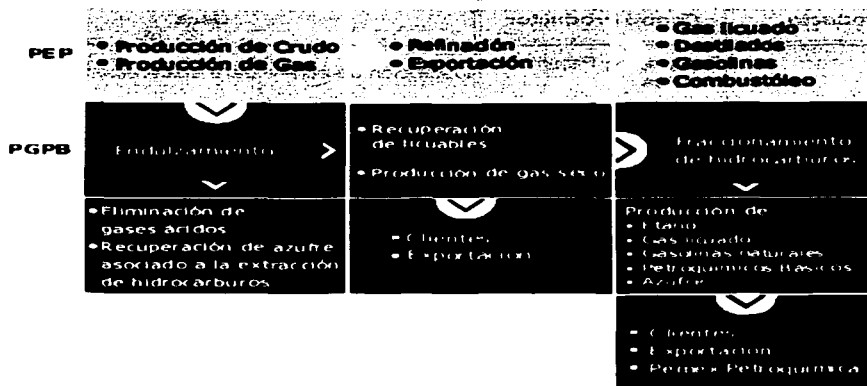 PEP
• Producción de Crudo
• Producción de Gas
• Refinación
• Exportación
• Gas licuado
• Destilados
• Gasolinas
• Combustóleo
PGPB
Endulzamiento
• Recuperación
de licuables
• Producción de gas seco
Fraccionamiento
de hidrocarburos
• Eliminación de
gases ácidos
• Recuperación de azufre
asociado a la extracción
de hidrocarburos
• Clientes
• Exportación
Producción de
• Etano
• Gas licuado
• Gasolinas naturales
• Petroquímicos Básicos
• Azufre
• Clientes
• Exportación
• Pemex Petroquímica